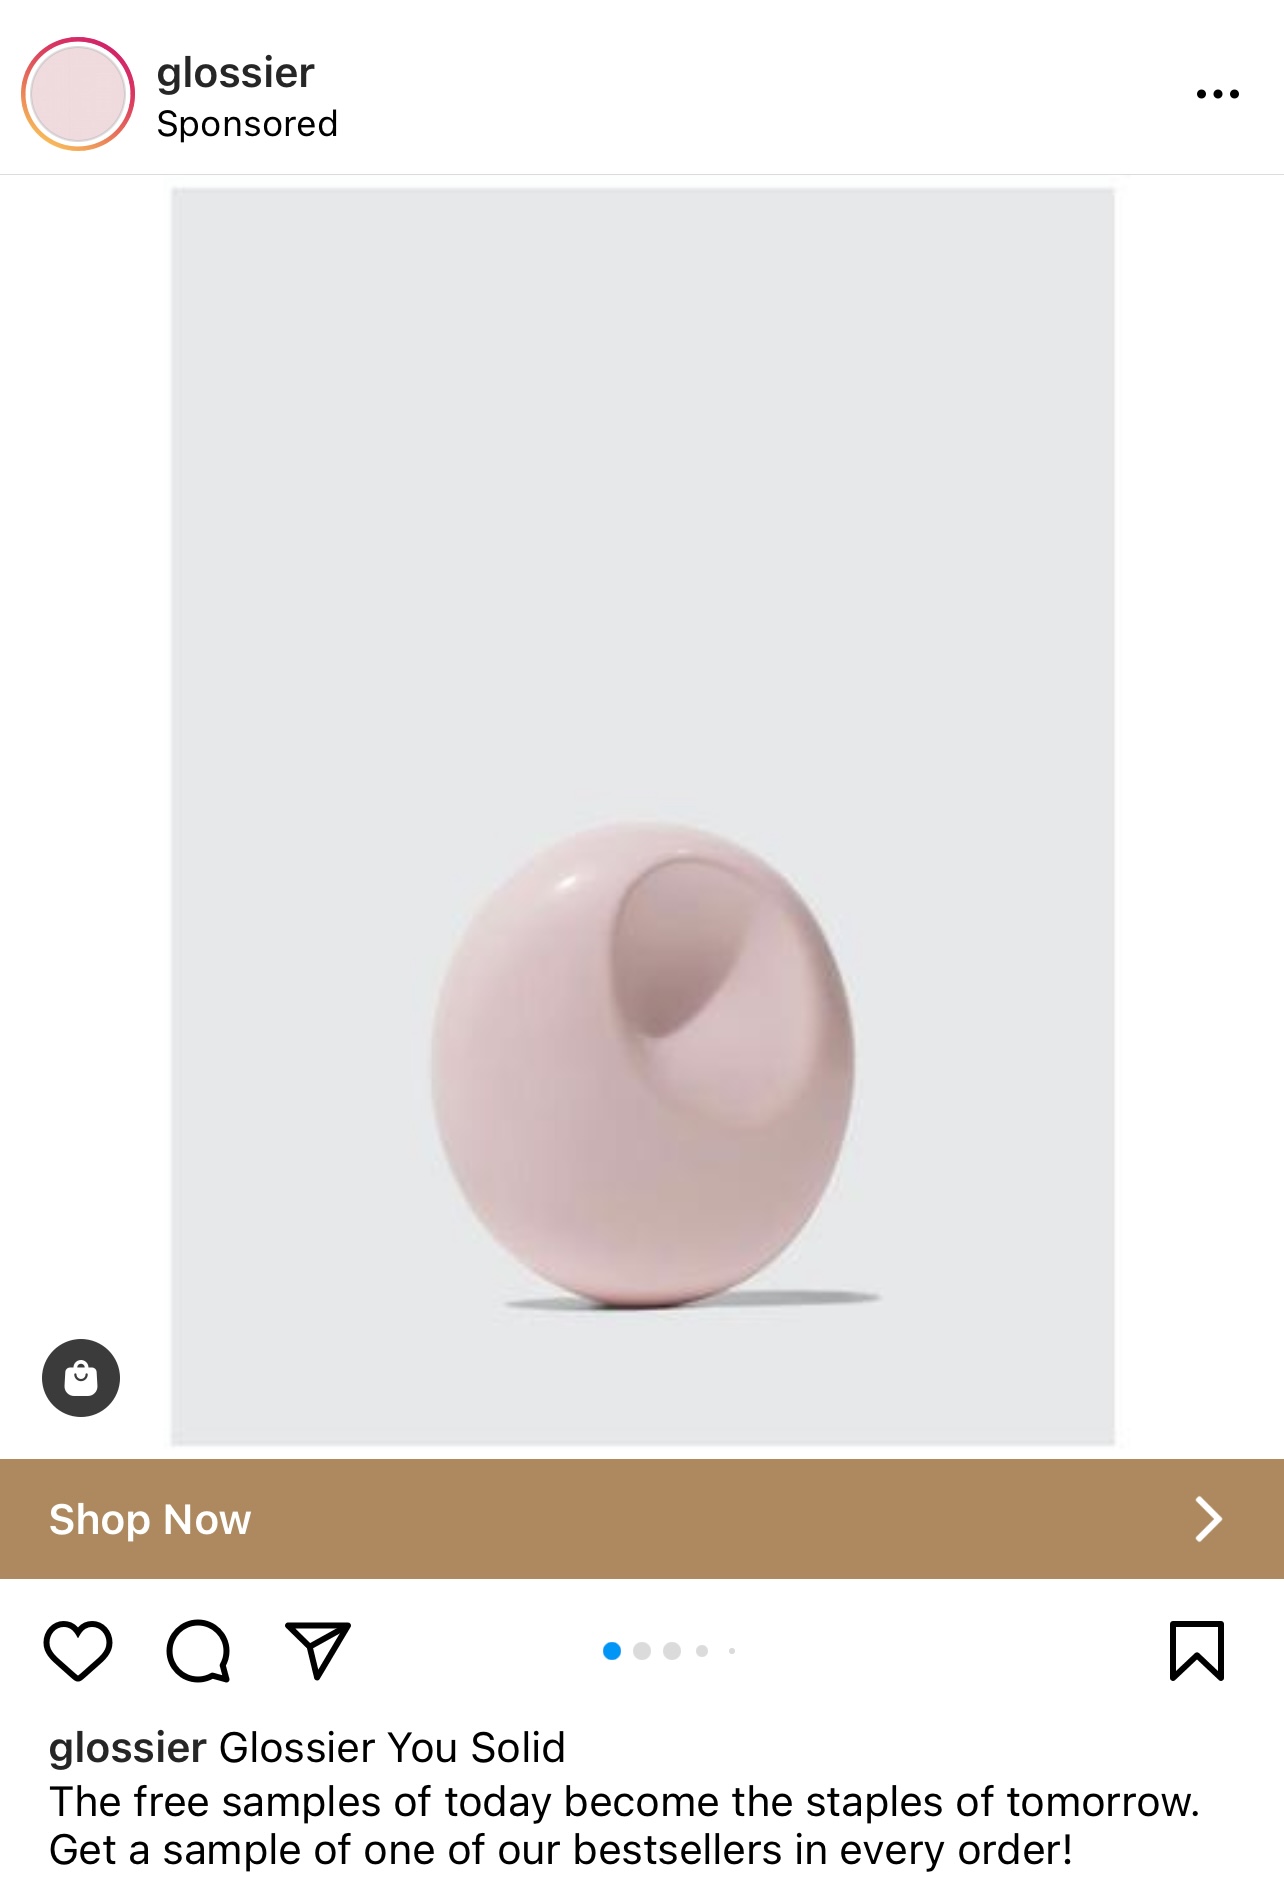 glossier
Sponsored
Shop Now
glossier Glossier You Solid
The free samples of today become the staples of tomorrow.
Get a sample of one of our bestsellers in every order!